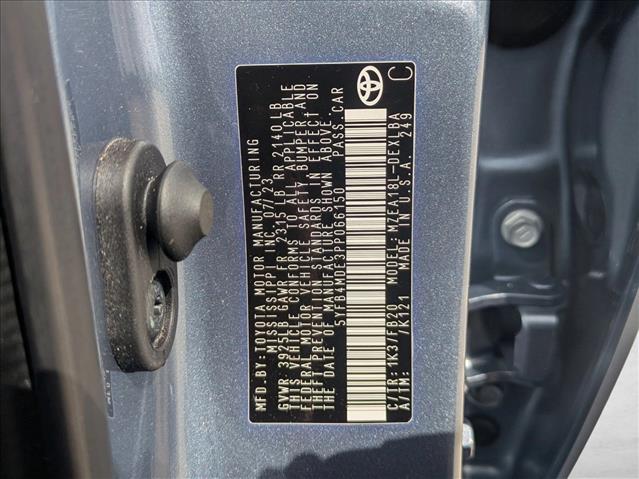 MFD.BY:TOYOTA MOTOR MANUFACTURING
MISSISSIPPI INC. 07/23
GVWR 3925LB GAWR FR 2315LB RR 2140LB
THIS VEHICLE CONFORMS TO ALL APPLICABLE
FEDERAL MOTOR VEHICLE SAFETY, BUMPER AND
THEFT PREVENTION STANDARDS IN EFFECT ON
THE DATE OF MANUFACTURE SHOWN ABOVE.
5YFB4MDE3PP066150 PASS.CAR
C
C/TR: 1K3/FB20 MODEL: MZEA18L-DEXLBA
A/TM: /K121 MADE IN U.S.A. 249